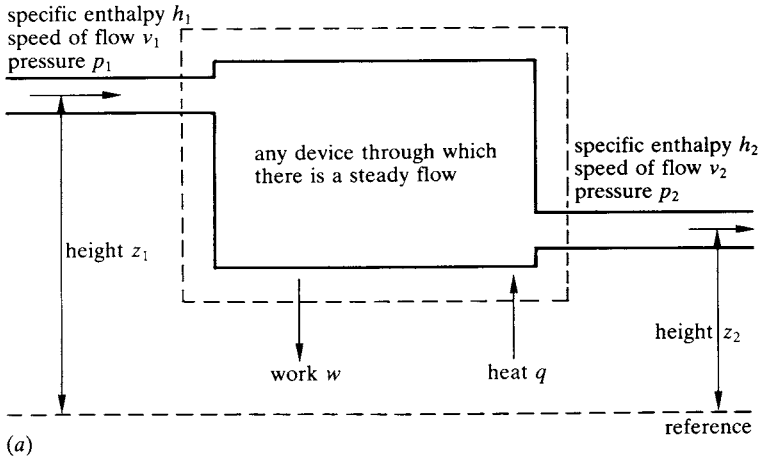 specific enthalpy h₁
speed of flow v₁
pressure p₁
any device through which
there is a steady flow
specific enthalpy h₂
speed of flow v₂
pressure p₂
height z₁
height z₂
work w
heat q
reference
(a)